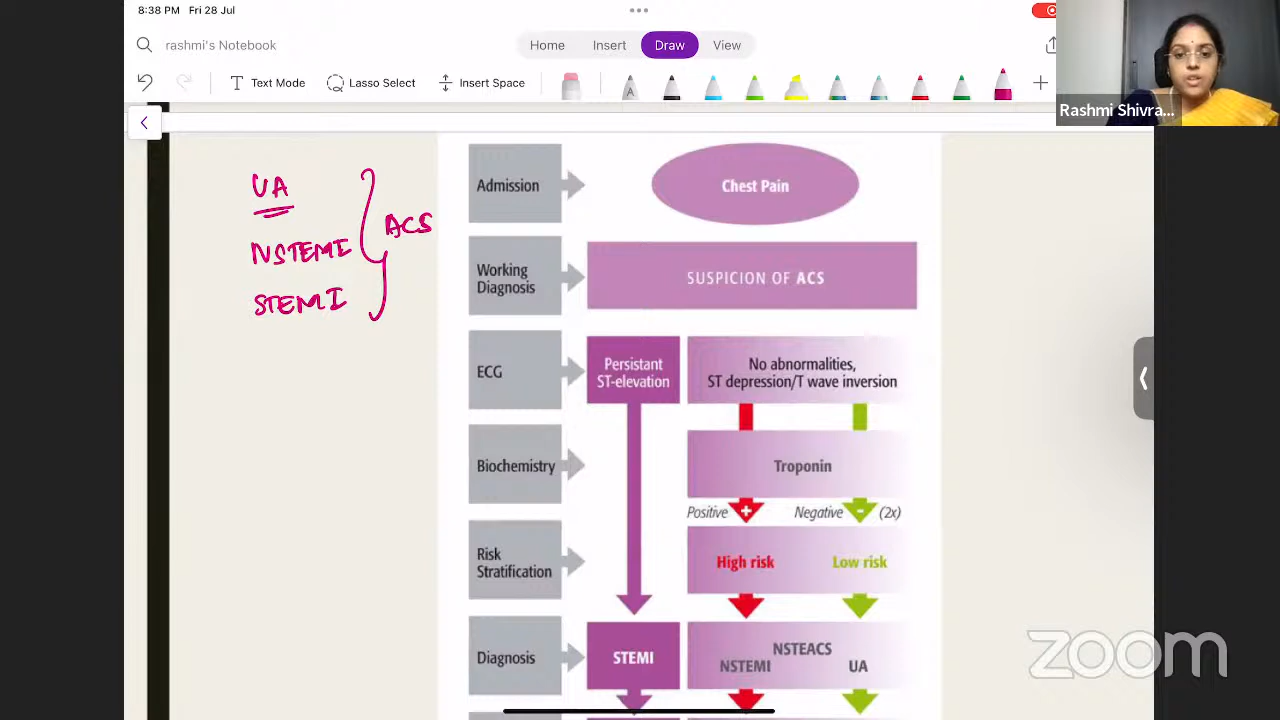 8:38 PM Fri 28 Jul
rashmi's Notebook
Home Insert Draw View
Text Mode Lasso Select Insert Space
A
Rashmi Shivra...
UA
NSTEMI
STEMI
ACS
Admission
Chest Pain
Working
Diagnosis
SUSPICION OF ACS
ECG
Persistant
ST-elevation
No abnormalities,
ST depression/T wave inversion
Biochemistry
Troponin
Positive + Negative - (2x)
Risk
Stratification
High risk Low risk
Diagnosis
STEMI
NSTEACS
NSTEMI UA
zoom